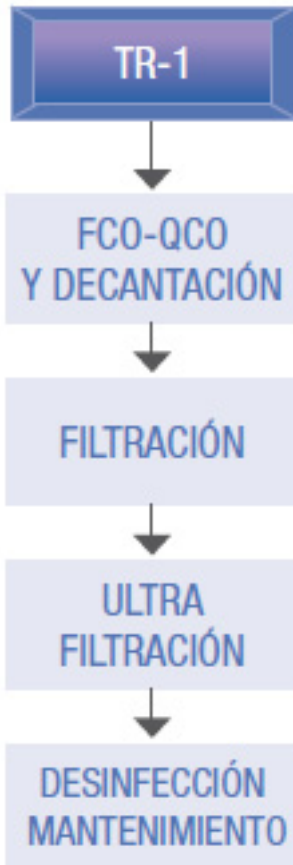 TR-1
FCO-QCO
Y DECANTACIÓN
FILTRACIÓN
ULTRA
FILTRACIÓN
DESINFECCIÓN
MANTENIMIENTO